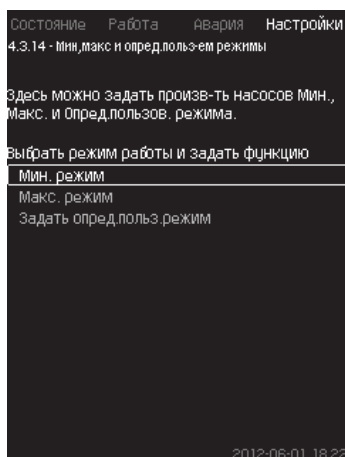 Состояние Работа Авария Настройки
4.3.14 - Мин,макс и опред.польз-ем режимы
Здесь можно задать произв-ть насосов Мин.,
Макс. и Опред.пользов. режима.
Выбрать режим работы и задать функцию
Мин. режим
Макс. режим
Задать опред.польз.режим
2012-06-01 18:22